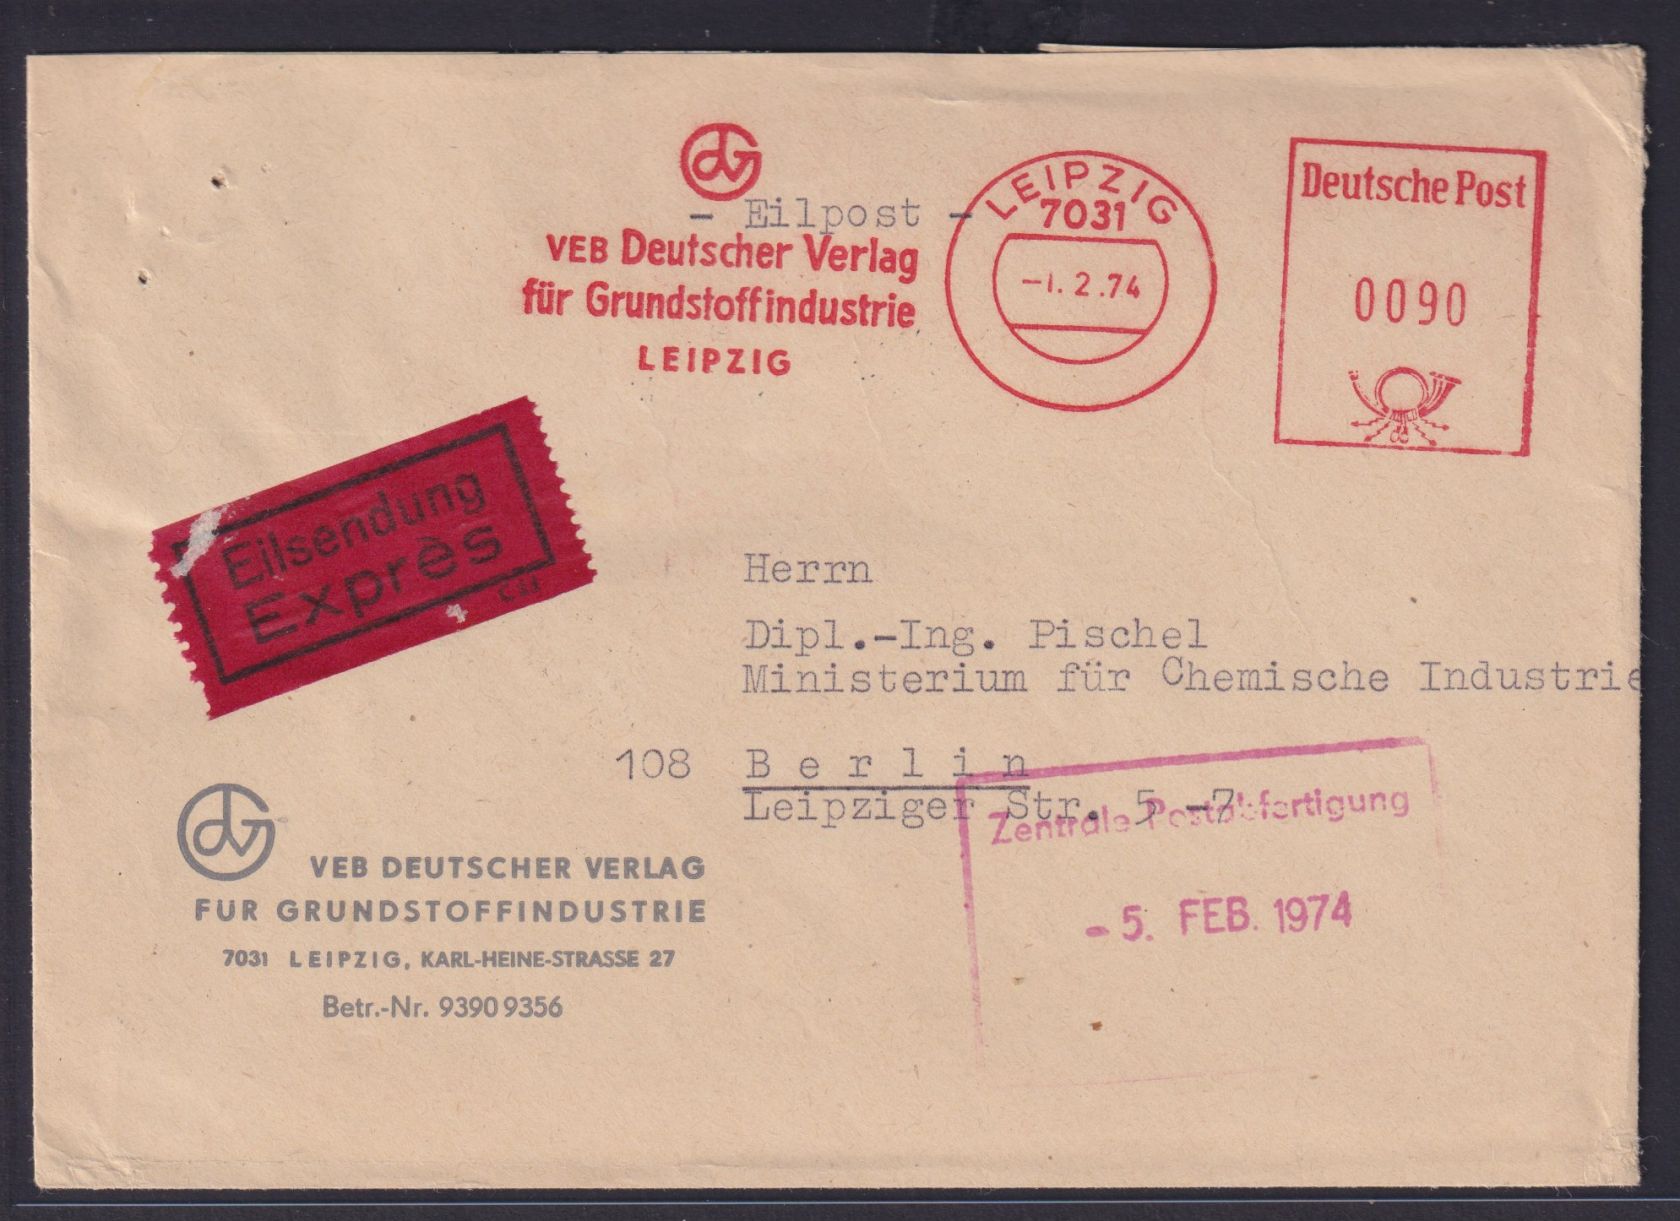 - Eilpost -
VEB Deutscher Verlag
für Grundstoffindustrie
LEIPZIG
LEIPZIG
7031
-1. 2.74
Deutsche Post
0090
Eilsendung
Exprès
Herrn
Dipl.-Ing. Pischel
Ministerium für Chemische Industrie
108 Berlin
Leipziger Str. 5 -7
Zentrale Postabfertigung
- 5. FEB. 1974
VEB DEUTSCHER VERLAG
FUR GRUNDSTOFFINDUSTRIE
7031 LEIPZIG, KARL-HEINE-STRASSE 27
Betr.-Nr. 9390 9356